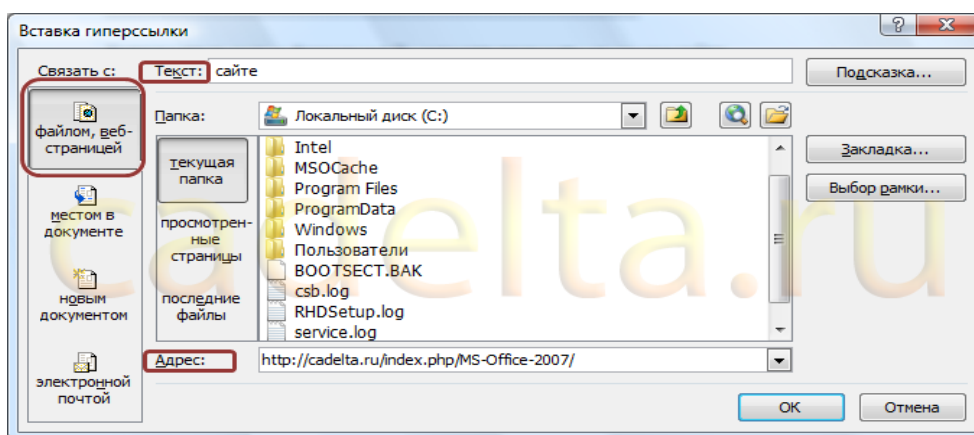 Вставка гиперссылки
Связать с:
Текст: сайте
Подсказка...
файлом, веб-
страницей
Папка: Локальный диск (C:)
текущая
папка
Intel
MSOCache
Program Files
ProgramData
Windows
Пользователи
BOOTSECT.BAK
csb.log
RHDSetup.log
service.log
Закладка...
Выбор рамки...
местом в
документе
просмотрен-
ные
страницы
новым
документом
последние
файлы
Адрес: http://cadelta.ru/index.php/MS-Office-2007/
электронной
почтой
OK
Отмена
cadelta.ru